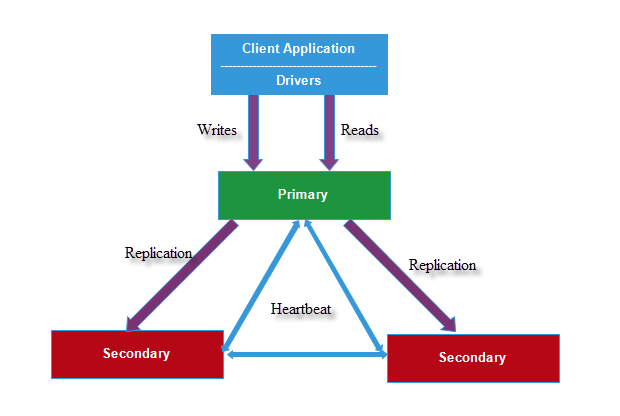 Client Application
Drivers
Writes
Reads
Primary
Replication
Replication
Heartbeat
Secondary
Secondary